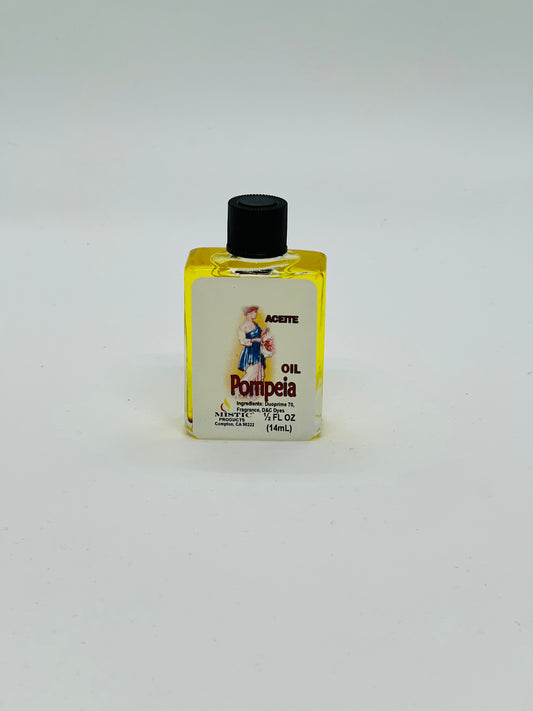 ACEITE
OIL
Pompeia
Ingredients: Duoprime 70,
Fragrance, D&C Dyes
MISTIC
PRODUCTS
Compton, CA 90222
½ FL OZ
(14mL)